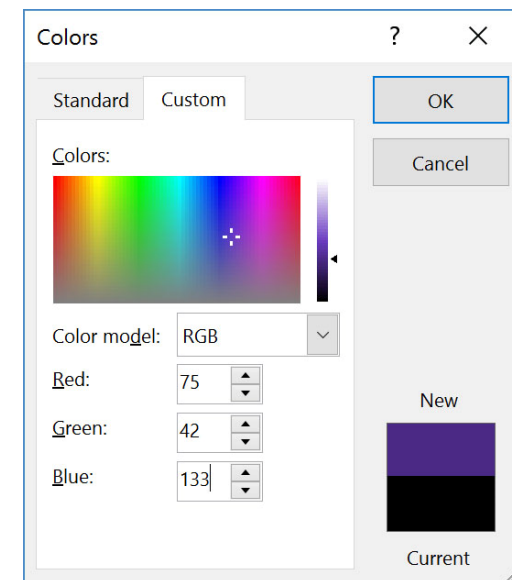 Colors ? X
Standard Custom
OK
Cancel
Colors:
Color model: RGB
Red: 75
Green: 42
Blue: 133
New
Current